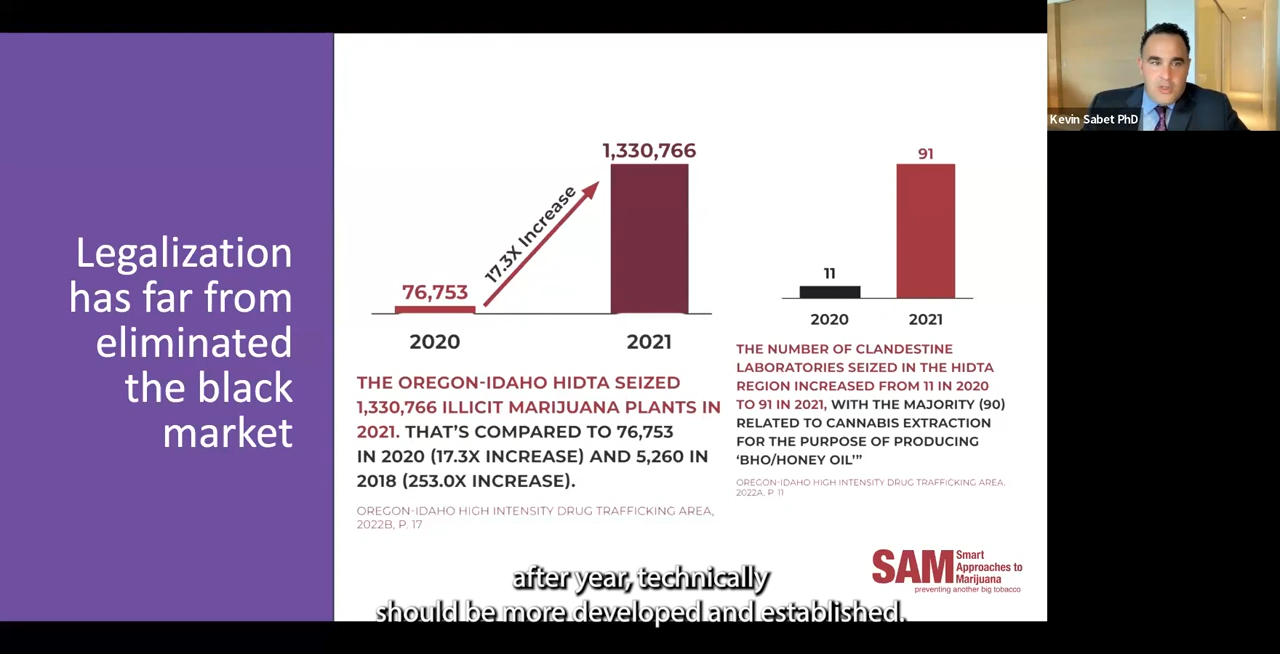 Kevin Sabet PhD
Legalization
has far from
eliminated
the black
market
1,330,766
17.3X Increase
76,753
2020
2021
THE OREGON-IDAHO HIDTA SEIZED
1,330,766 ILLICIT MARIJUANA PLANTS IN
2021. THAT'S COMPARED TO 76,753
IN 2020 (17.3X INCREASE) AND 5,260 IN
2018 (253.0X INCREASE).
OREGON-IDAHO HIGH INTENSITY DRUG TRAFFICKING AREA,
2022B, P. 17
91
11
2020
2021
THE NUMBER OF CLANDESTINE
LABORATORIES SEIZED IN THE HIDTA
REGION INCREASED FROM 11 IN 2020
TO 91 IN 2021, WITH THE MAJORITY (90)
RELATED TO CANNABIS EXTRACTION
FOR THE PURPOSE OF PRODUCING
'BHO/HONEY OIL'"
OREGON-IDAHO HIGH INTENSITY DRUG TRAFFICKING AREA,
2022A, P 11
SAM Smart
Approaches to
Marijuana
preventing another big tobacco
after year, technically
should be more developed and established.